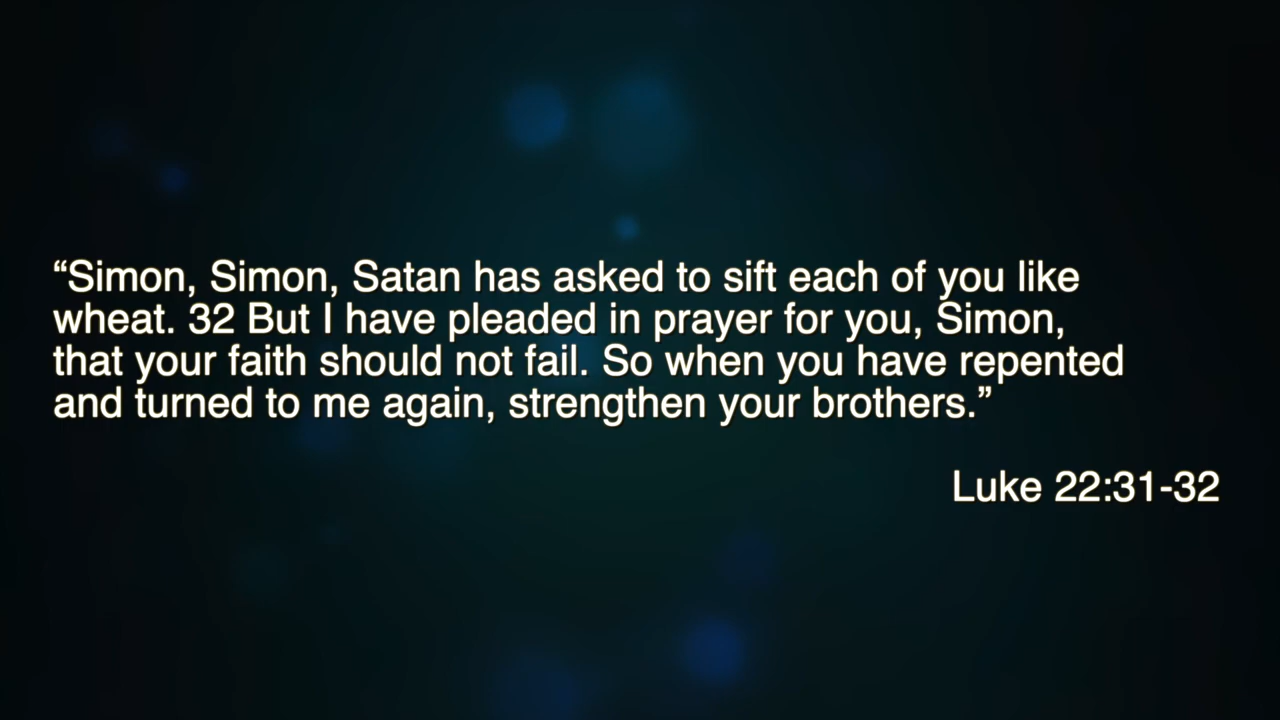 “Simon, Simon, Satan has asked to sift each of you like
wheat. 32 But I have pleaded in prayer for you, Simon,
that your faith should not fail. So when you have repented
and turned to me again, strengthen your brothers.”
Luke 22:31-32